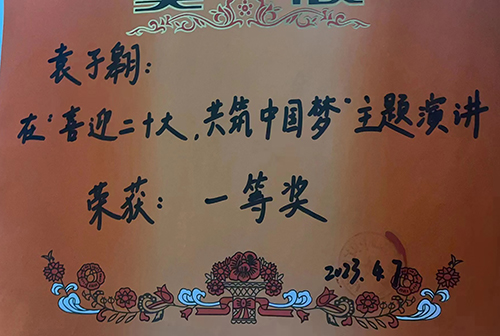 袁子翱：
在"喜迎二十大，共筑中国梦"主题演讲
荣获：一等奖
2023.4.7